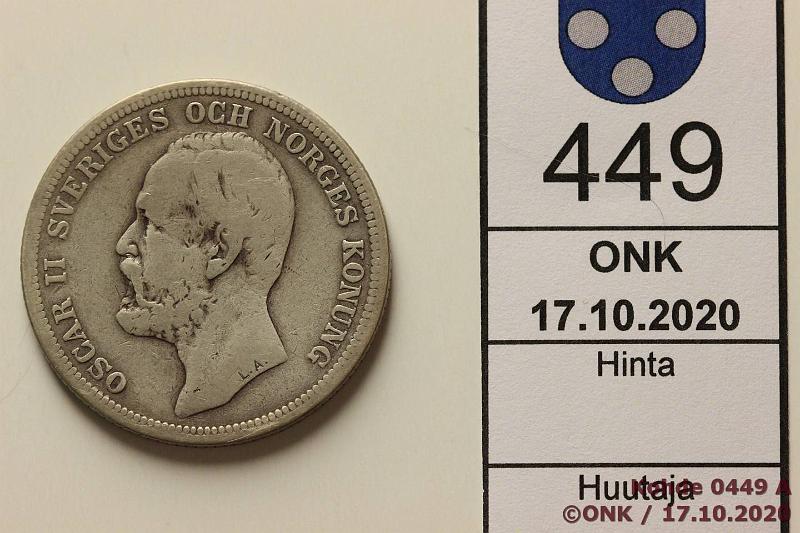 OSCAR II SVERIGES OCH NORGES KONUNG
L.A.
449
ONK
17.10.2020
Hinta
Huutaja
Kohde 0449 A
©ONK / 17.10.2020